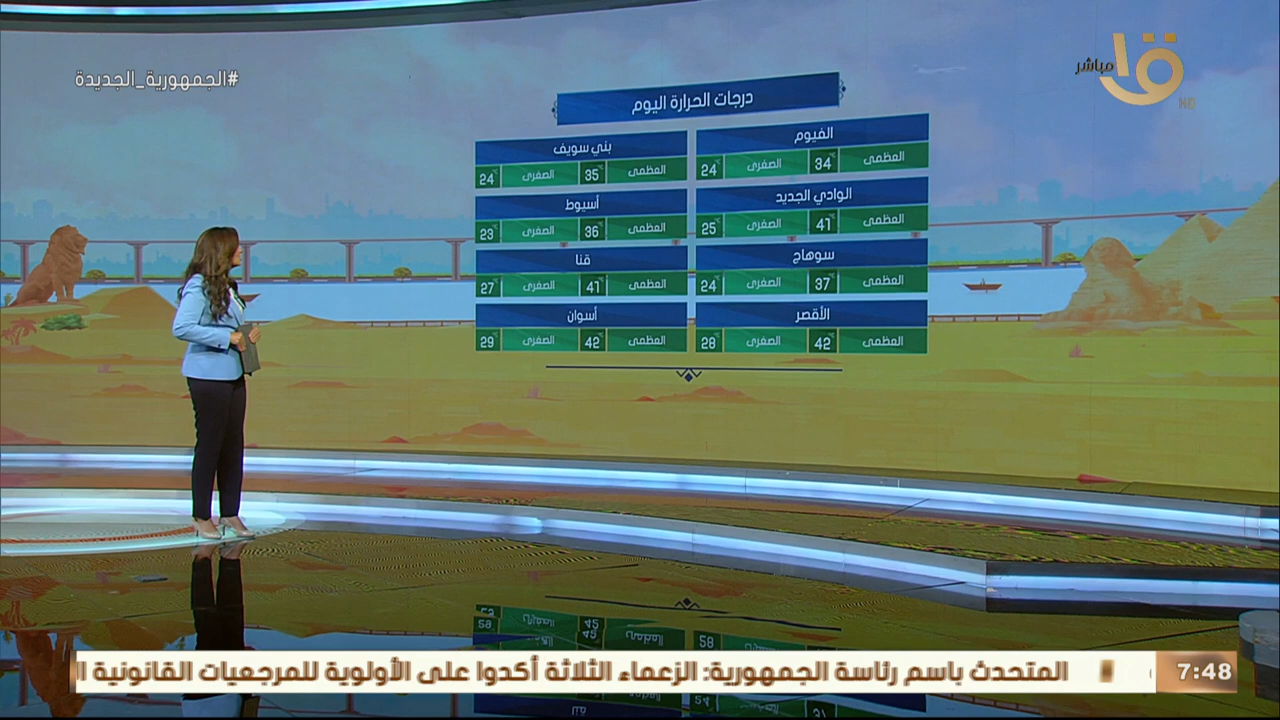 #الجمهورية_الجديدة
مباشر
HD
درجات الحرارة اليوم
الفيوم
العظمى 34°C الصغرى 24°C
بني سويف
العظمى 35°C الصغرى 24°C
الوادي الجديد
العظمى 41°C الصغرى 25°C
أسيوط
العظمى 36°C الصغرى 23°C
سوهاج
العظمى 37°C الصغرى 24°C
قنا
العظمى 41°C الصغرى 27°C
الأقصر
العظمى 42°C الصغرى 28°C
أسوان
العظمى 42°C الصغرى 29°C
7:48
المتحدث باسم رئاسة الجمهورية: الزعماء الثلاثة أكدوا على الأولوية للمرجعيات القانونية